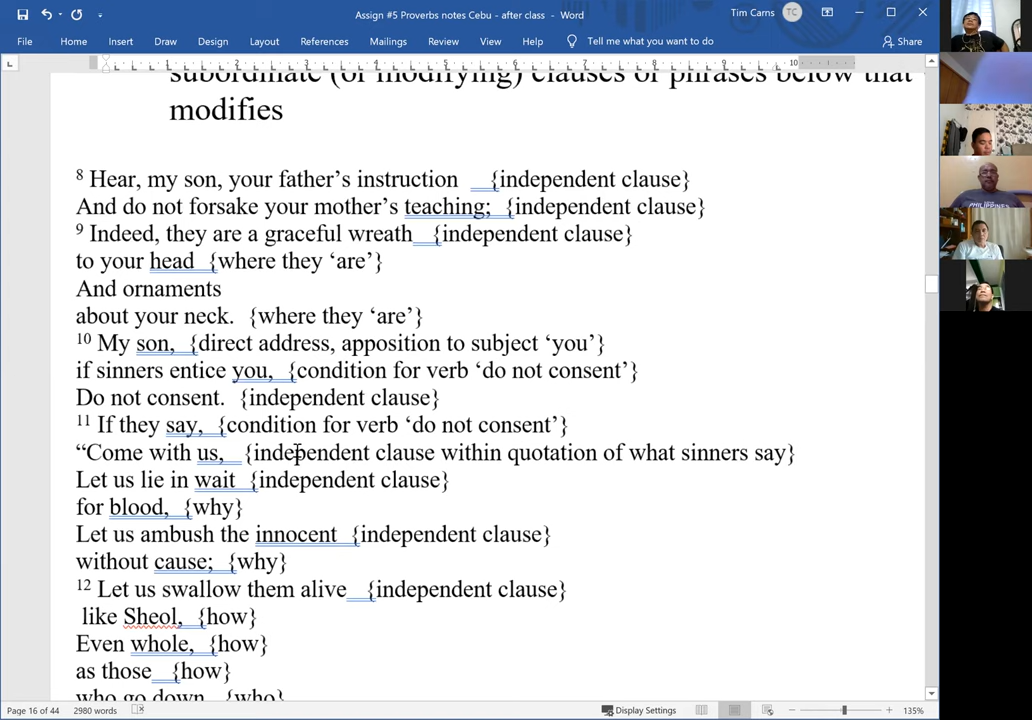 Assign #5 Proverbs notes Cebu - after class - Word
Tim Carns TC
File Home Insert Draw Design Layout References Mailings Review View Help Tell me what you want to do Share
subordinate (or modifying) clauses or phrases below that
modifies
8 Hear, my son, your father’s instruction {independent clause}
And do not forsake your mother’s teaching; {independent clause}
9 Indeed, they are a graceful wreath {independent clause}
to your head {where they ‘are’}
And ornaments
about your neck. {where they ‘are’}
10 My son, {direct address, apposition to subject ‘you’}
if sinners entice you, {condition for verb ‘do not consent’}
Do not consent. {independent clause}
11 If they say, {condition for verb ‘do not consent’}
“Come with us, {independent clause within quotation of what sinners say}
Let us lie in wait {independent clause}
for blood, {why}
Let us ambush the innocent {independent clause}
without cause; {why}
12 Let us swallow them alive {independent clause}
like Sheol, {how}
Even whole, {how}
as those {how}
who go down {who}
Page 16 of 44 2980 words Display Settings 135%